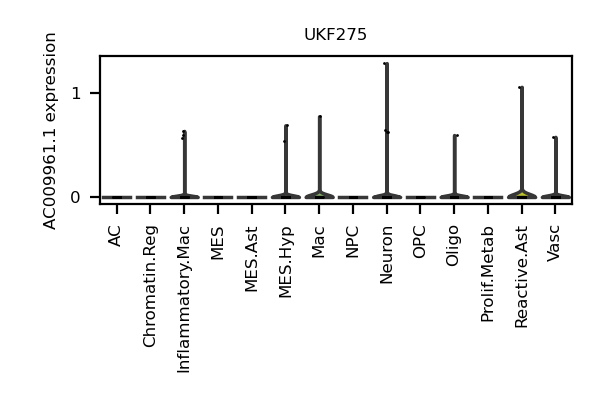 UKF275
AC009961.1 expression
1
0
AC
Chromatin.Reg
Inflammatory.Mac
MES
MES.Ast
MES.Hyp
Mac
NPC
Neuron
OPC
Oligo
Prolif.Metab
Reactive.Ast
Vasc